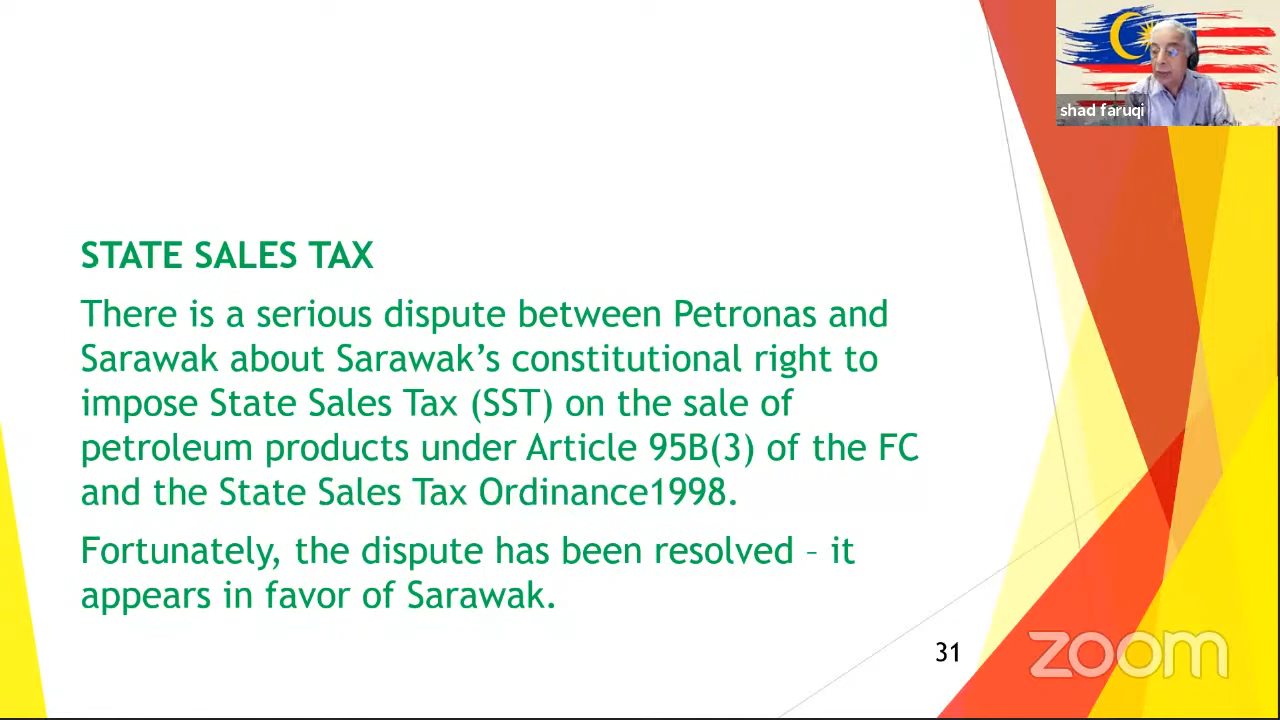 shad faruqi
STATE SALES TAX
There is a serious dispute between Petronas and
Sarawak about Sarawak’s constitutional right to
impose State Sales Tax (SST) on the sale of
petroleum products under Article 95B(3) of the FC
and the State Sales Tax Ordinance1998.
Fortunately, the dispute has been resolved – it
appears in favor of Sarawak.
31
zoom